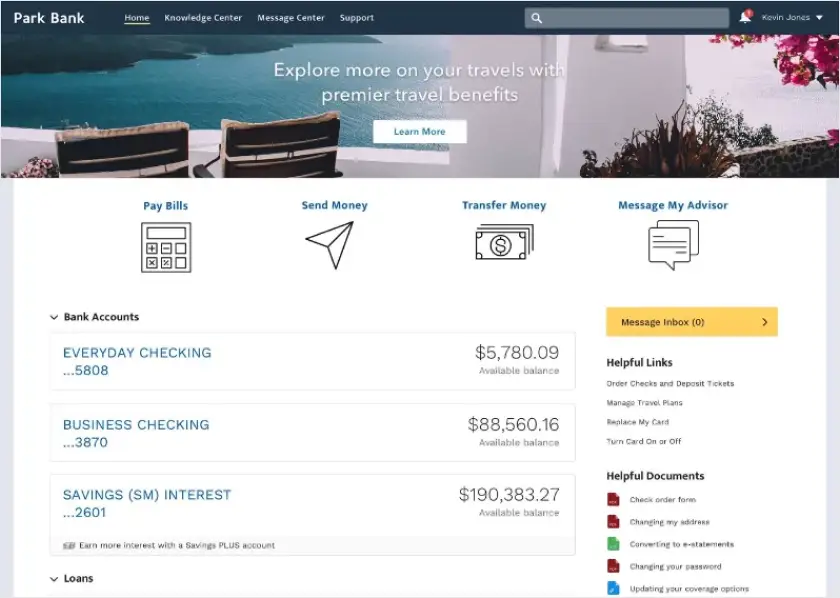 Park Bank
Home
Knowledge Center
Message Center
Support
Kevin Jones
Explore more on your travels with
premier travel benefits
Learn More
Pay Bills
Send Money
Transfer Money
Message My Advisor
Bank Accounts
EVERYDAY CHECKING
...5808
$5,780.09
Available balance
BUSINESS CHECKING
...3870
$88,560.16
Available balance
SAVINGS (SM) INTEREST
...2601
$190,383.27
Available balance
Earn more interest with a Savings PLUS account
Loans
Message Inbox (0)
Helpful Links
Order Checks and Deposit Tickets
Manage Travel Plans
Replace My Card
Turn Card On or Off
Helpful Documents
Check order form
Changing my address
Converting to e-statements
Changing your password
Updating your coverage options